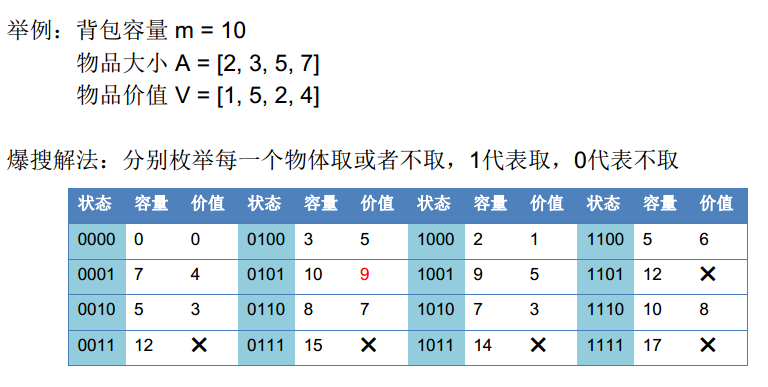 举例：背包容量 m = 10
物品大小 A = [2, 3, 5, 7]
物品价值 V = [1, 5, 2, 4]
爆搜解法：分别枚举每一个物体取或者不取，1代表取，0代表不取
状态 容量 价值 状态 容量 价值 状态 容量 价值 状态 容量 价值
0000 0 0 0100 3 5 1000 2 1 1100 5 6
0001 7 4 0101 10 9 1001 9 5 1101 12 ×
0010 5 3 0110 8 7 1010 7 3 1110 10 8
0011 12 × 0111 15 × 1011 14 × 1111 17 ×